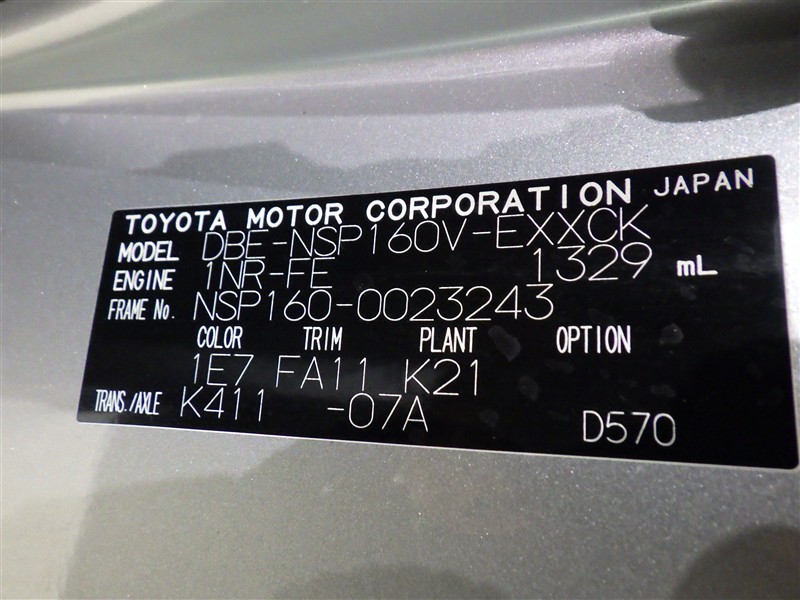 TOYOTA MOTOR CORPORATION JAPAN
MODEL DBE-NSP160V-EXXCK
ENGINE 1NR-FE 1329 mL
FRAME No. NSP160-0023243
COLOR TRIM PLANT OPTION
1E7 FA11 K21
TRANS./AXLE K411 -07A D570